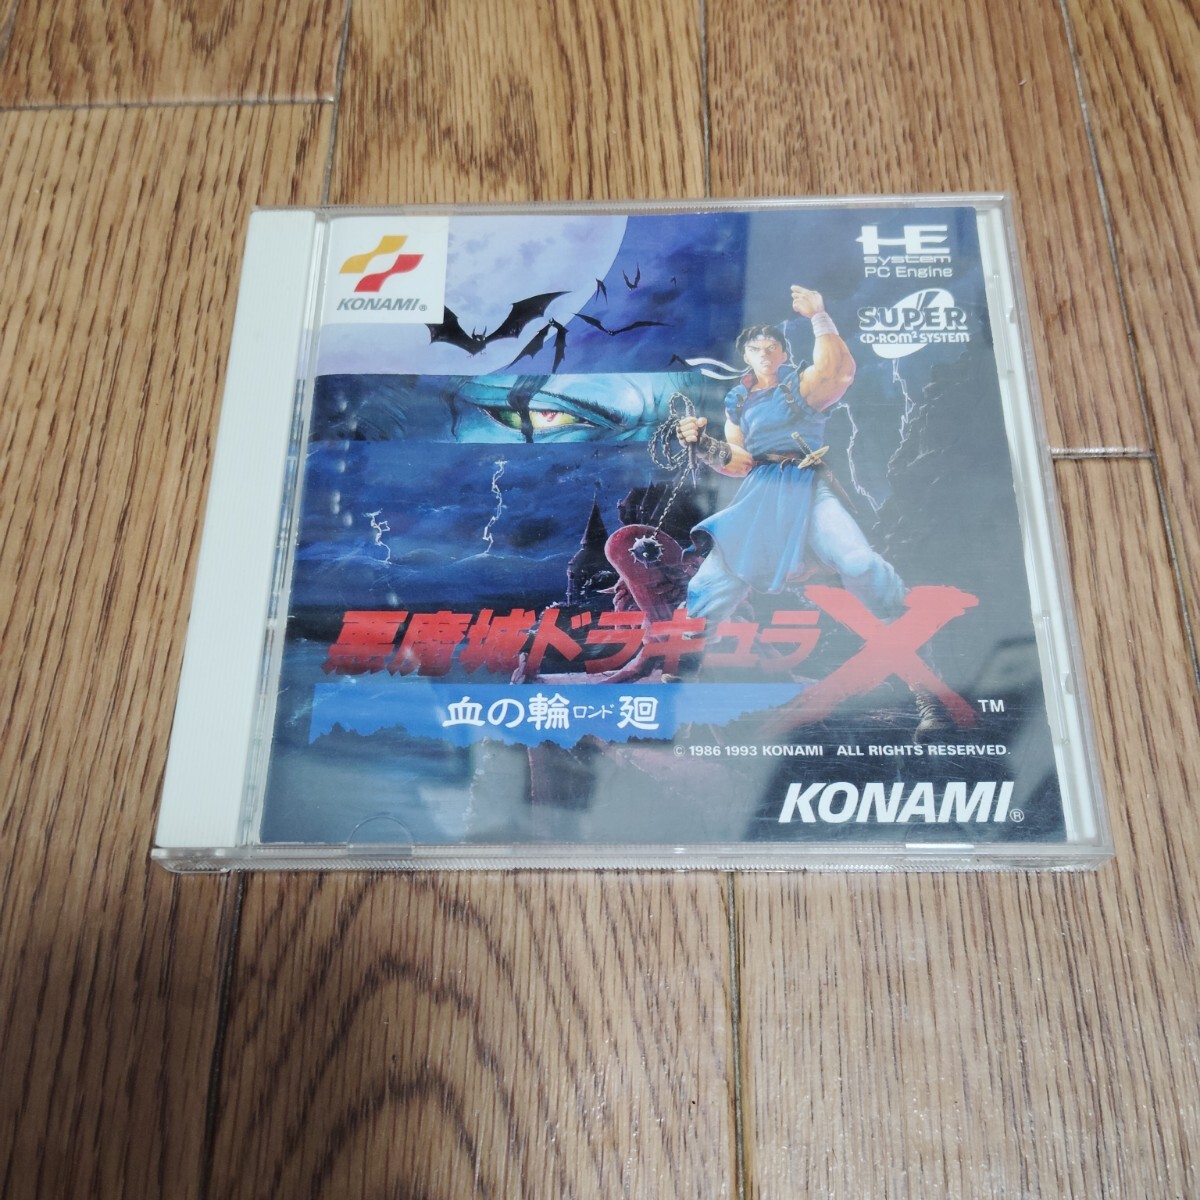 KONAMI®
HE
system
PC Engine
SUPER
CD-ROM² SYSTEM
悪魔城ドラキュラX
血の輪ロンド廻
TM
© 1986 1993 KONAMI ALL RIGHTS RESERVED.
KONAMI®